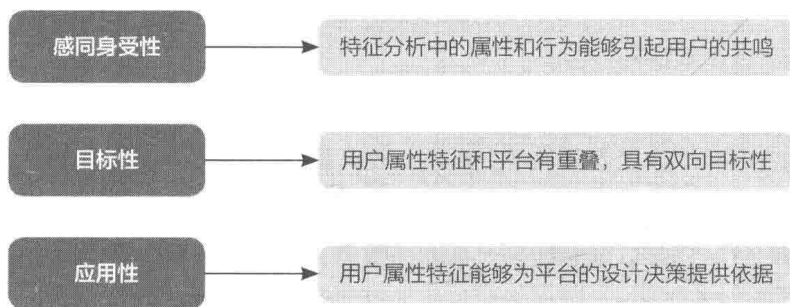 感同身受性
特征分析中的属性和行为能够引起用户的共鸣
目标性
用户属性特征和平台有重叠，具有双向目标性
应用性
用户属性特征能够为平台的设计决策提供依据